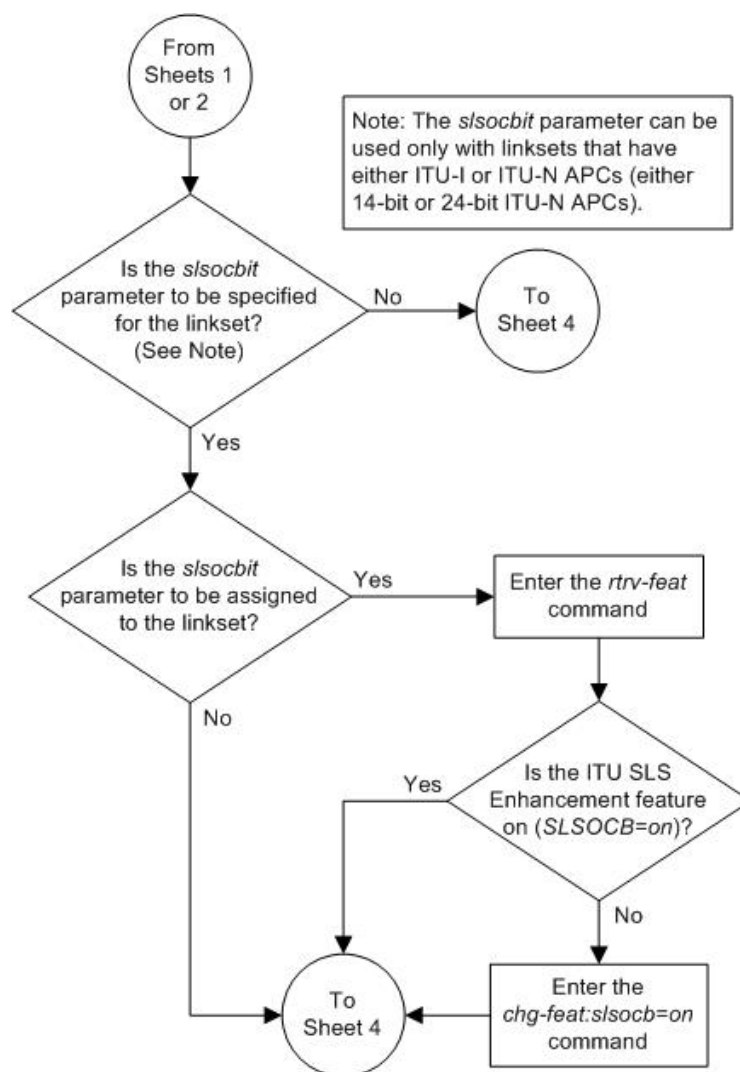 From
Sheets 1
or 2
Note: The slsocbit parameter can be
used only with linksets that have
either ITU-I or ITU-N APCs (either
14-bit or 24-bit ITU-N APCs).
Is the slsocbit
parameter to be specified
for the linkset?
(See Note)
No
To
Sheet 4
Yes
Is the slsocbit
parameter to be assigned
to the linkset?
Yes
Enter the rtrv-feat
command
No
Is the ITU SLS
Enhancement feature
on (SLSOCB=on)?
Yes
No
To
Sheet 4
Enter the
chg-feat:slsocb=on
command